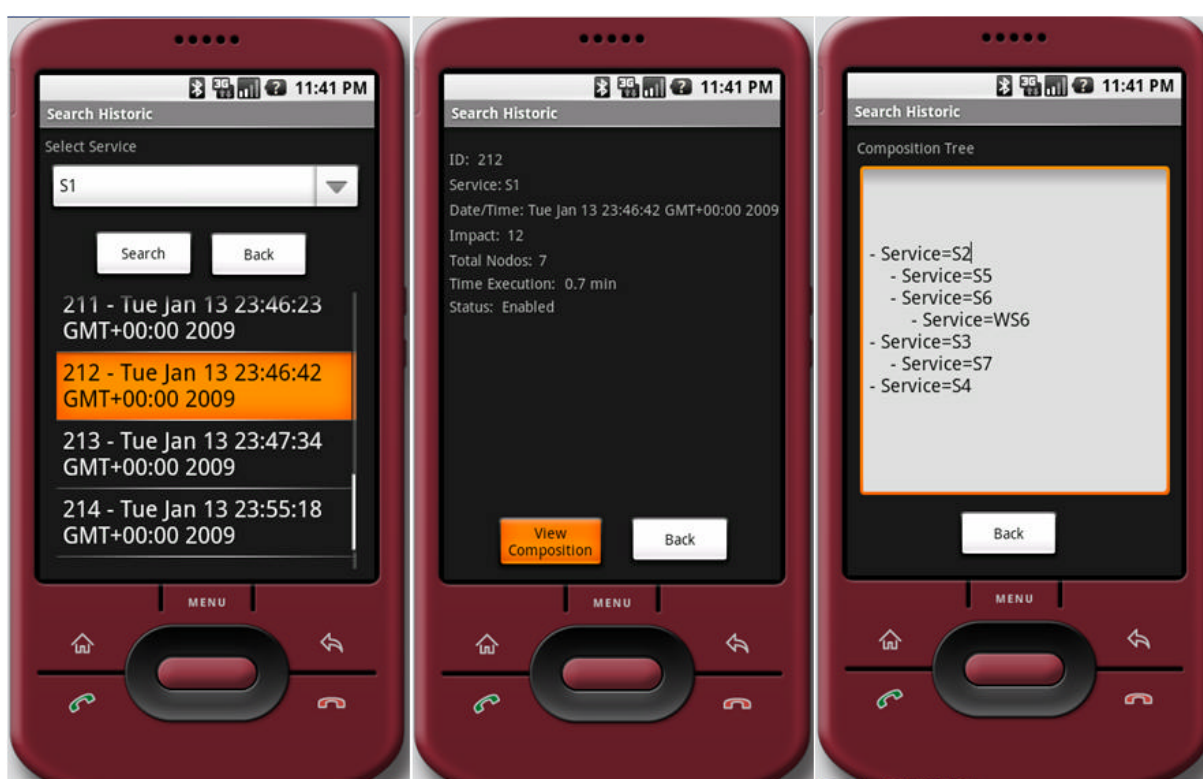 3G 11:41 PM
Search Historic
Select Service
S1
Search Back
211 - Tue Jan 13 23:46:23
GMT+00:00 2009
212 - Tue Jan 13 23:46:42
GMT+00:00 2009
213 - Tue Jan 13 23:47:34
GMT+00:00 2009
214 - Tue Jan 13 23:55:18
GMT+00:00 2009
MENU
3G 11:41 PM
Search Historic
ID: 212
Service: S1
Date/Time: Tue Jan 13 23:46:42 GMT+00:00 2009
Impact: 12
Total Nodos: 7
Time Execution: 0.7 min
Status: Enabled
View
Composition
Back
MENU
3G 11:41 PM
Search Historic
Composition Tree
- Service=S2
- Service=S5
- Service=S6
- Service=WS6
- Service=S3
- Service=S7
- Service=S4
Back
MENU